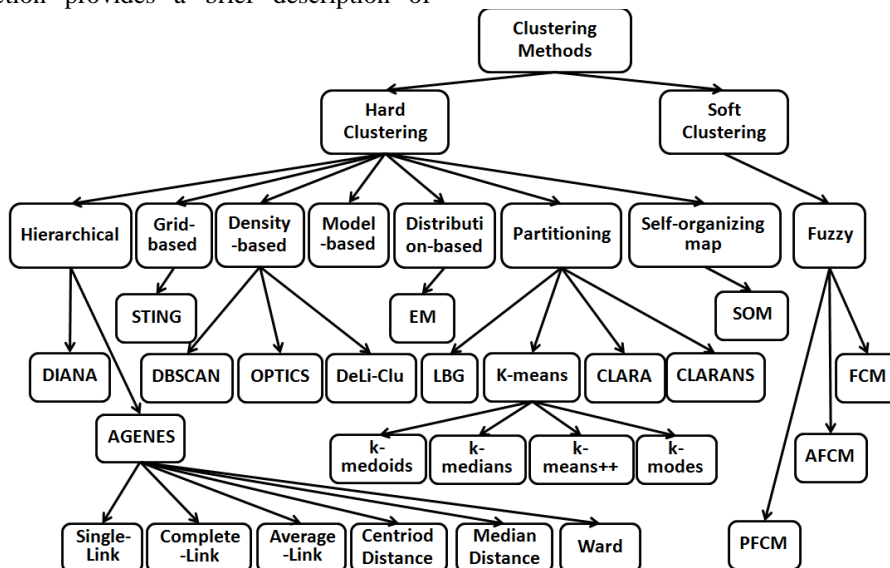 ction provides a brief description of
Clustering
Methods
Hard
Clustering
Soft
Clustering
Hierarchical
Grid-
based
Density
-based
Model
-based
Distributi
on-based
Partitioning
Self-organizing
map
Fuzzy
STING
EM
SOM
DIANA
DBSCAN
OPTICS
DeLi-Clu
LBG
K-means
CLARA
CLARANS
FCM
AGENES
k-
medoids
k-
medians
k-
means++
k-
modes
AFCM
Single-
Link
Complete
-Link
Average
-Link
Centriod
Distance
Median
Distance
Ward
PFCM